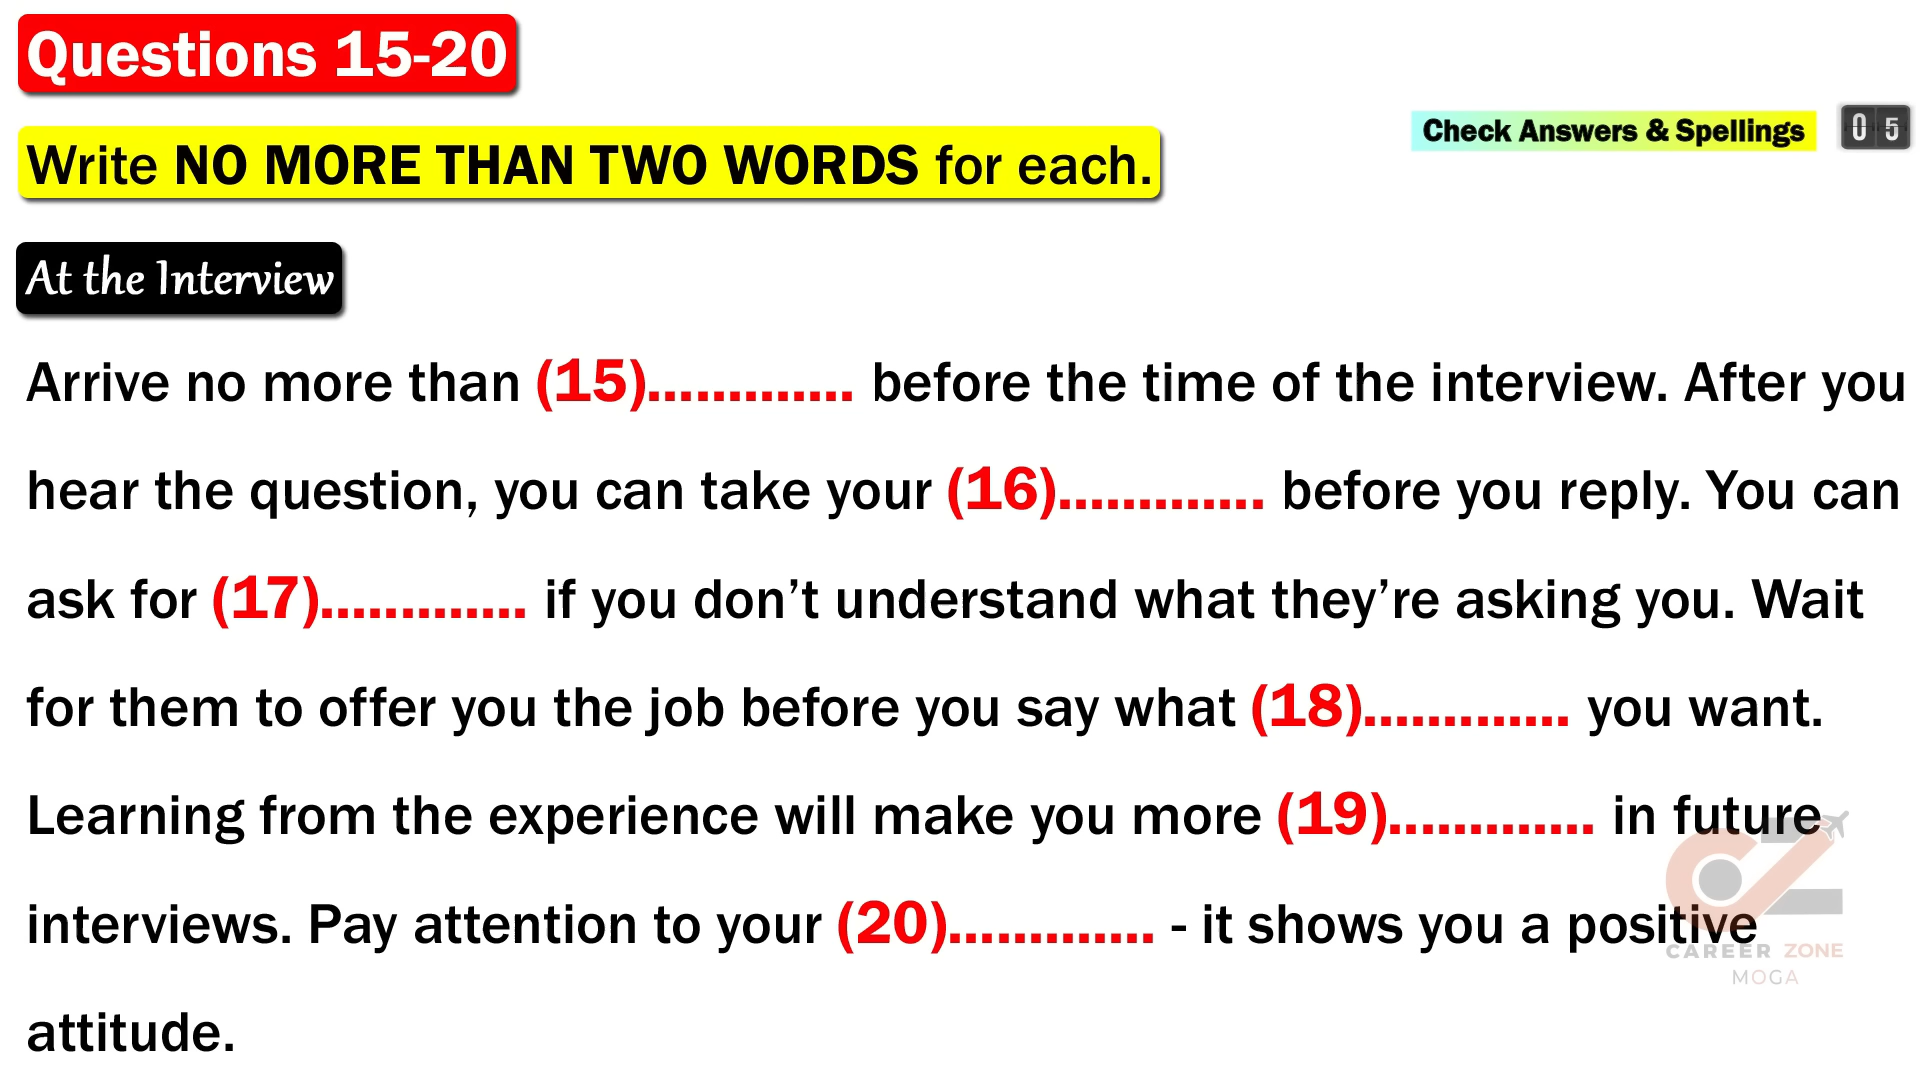 Questions 15-20
Check Answers & Spellings 05
Write NO MORE THAN TWO WORDS for each.
At the Interview
Arrive no more than (15)............. before the time of the interview. After you
hear the question, you can take your (16)............. before you reply. You can
ask for (17)............. if you don’t understand what they’re asking you. Wait
for them to offer you the job before you say what (18)............. you want.
Learning from the experience will make you more (19)............. in future
interviews. Pay attention to your (20)............. - it shows you a positive
attitude.
CAREER ZONE
MOGA